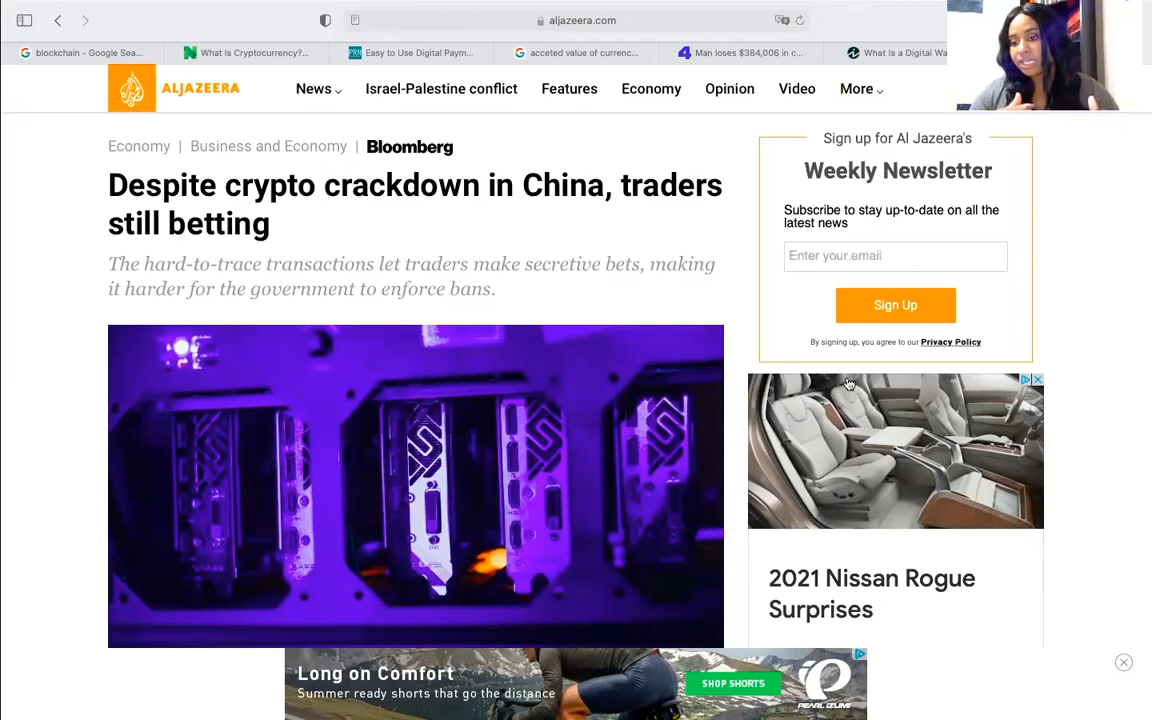 aljazeera.com
blockchain - Google Sea...
What Is Cryptocurrency?...
PRN
Easy to Use Digital Paym...
acceted value of currenc...
4
Man loses $384,006 in c...
What Is a Digital Wa
ALJAZEERA
News
Israel-Palestine conflict
Features
Economy
Opinion
Video
More
Economy | Business and Economy | Bloomberg
Despite crypto crackdown in China, traders
still betting
The hard-to-trace transactions let traders make secretive bets, making
it harder for the government to enforce bans.
Sign up for Al Jazeera's
Weekly Newsletter
Subscribe to stay up-to-date on all the
latest news
Enter your email
Sign Up
By signing up, you agree to our Privacy Policy
2021 Nissan Rogue
Surprises
Long on Comfort
Summer ready shorts that go the distance
SHOP SHORTS
PEARL iZUMi